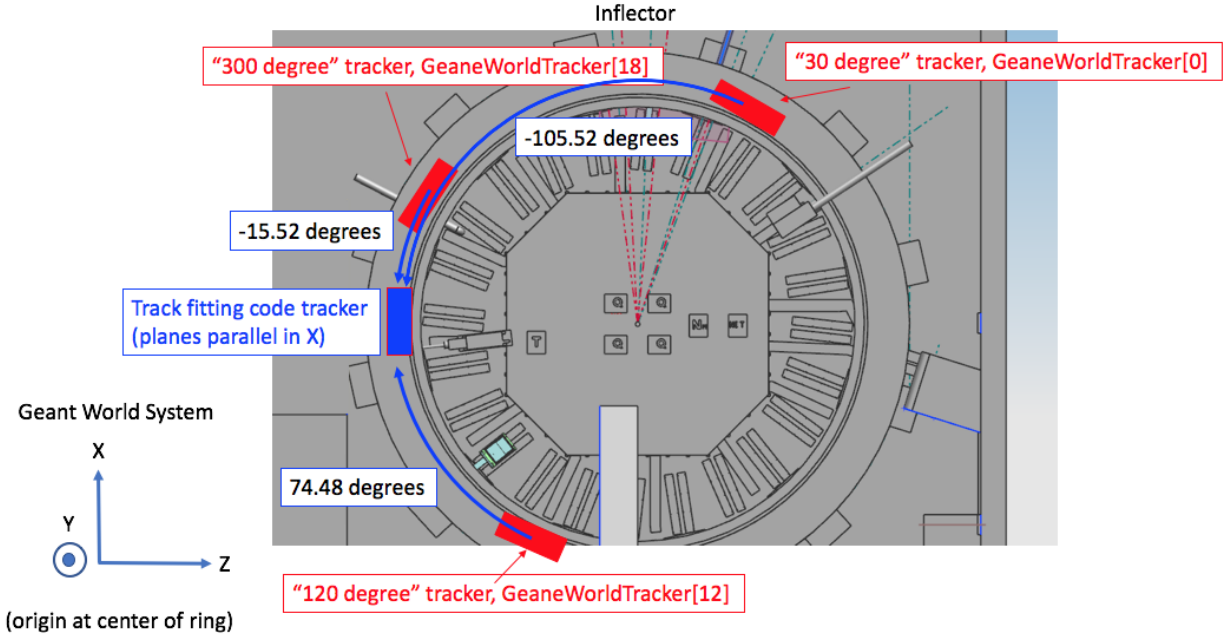 Inflector
“300 degree” tracker, GeaneWorldTracker[18]
“30 degree” tracker, GeaneWorldTracker[0]
-105.52 degrees
-15.52 degrees
Track fitting code tracker
(planes parallel in X)
Q
Q
Q
Q
T
NET
Geant World System
X
Y
Z
74.48 degrees
“120 degree” tracker, GeaneWorldTracker[12]
(origin at center of ring)